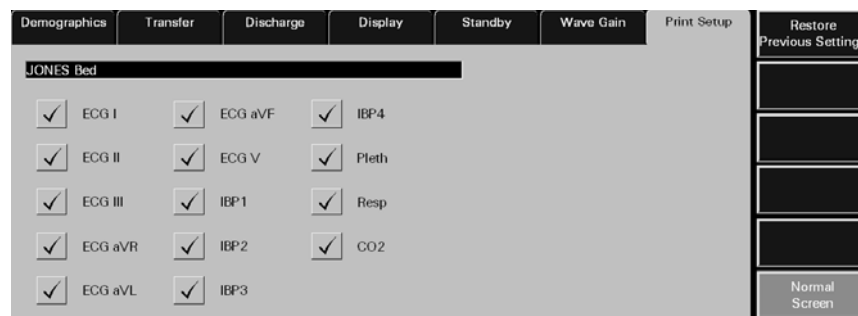 Demographics Transfer Discharge Display Standby Wave Gain Print Setup
Restore
Previous Setting
JONES Bed
ECG I ECG aVF IBP4
ECG II ECG V Pleth
ECG III IBP1 Resp
ECG aVR IBP2 CO2
ECG aVL IBP3
Normal
Screen